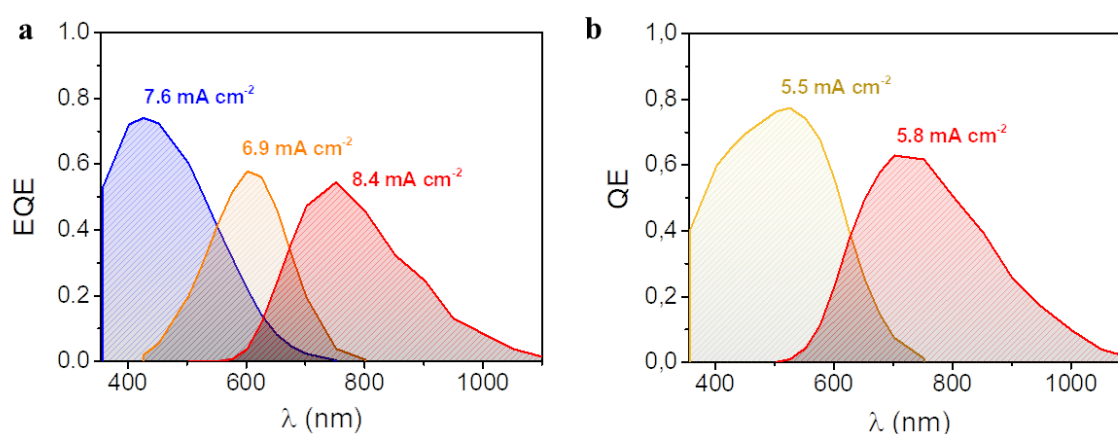 a
EQE
1.0
0.8
0.6
0.4
0.2
0.0
7.6 mA cm⁻²
6.9 mA cm⁻²
8.4 mA cm⁻²
400 600 800 1000
λ (nm)
b
QE
1,0
0,8
0,6
0,4
0,2
0,0
5.5 mA cm⁻²
5.8 mA cm⁻²
400 600 800 1000
λ (nm)